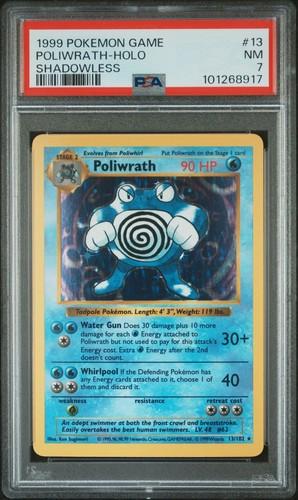 1999 POKEMON GAME #13
POLIWRATH-HOLO NM
SHADOWLESS 7
PSA 101268917
STAGE 2 Evolves from Poliwhirl Put Poliwrath on the Stage 1 card
Poliwrath 90 HP
Tadpole Pokémon. Length: 4' 3", Weight: 119 lbs.
Water Gun Does 30 damage plus 10
more damage for each Energy attached to
Poliwrath but not used to pay for this attack's
Energy cost. Extra Energy after the 2nd
doesn't count.
30+
Whirlpool If the Defending Pokémon has
any Energy cards attached to it, choose 1 of
them and discard it.
40
weakness resistance retreat cost
An adept swimmer at both the front crawl and breaststroke.
Easily overtakes the best human swimmers. LV. 48 #62
Illus. Ken Sugimori
13/102 ★